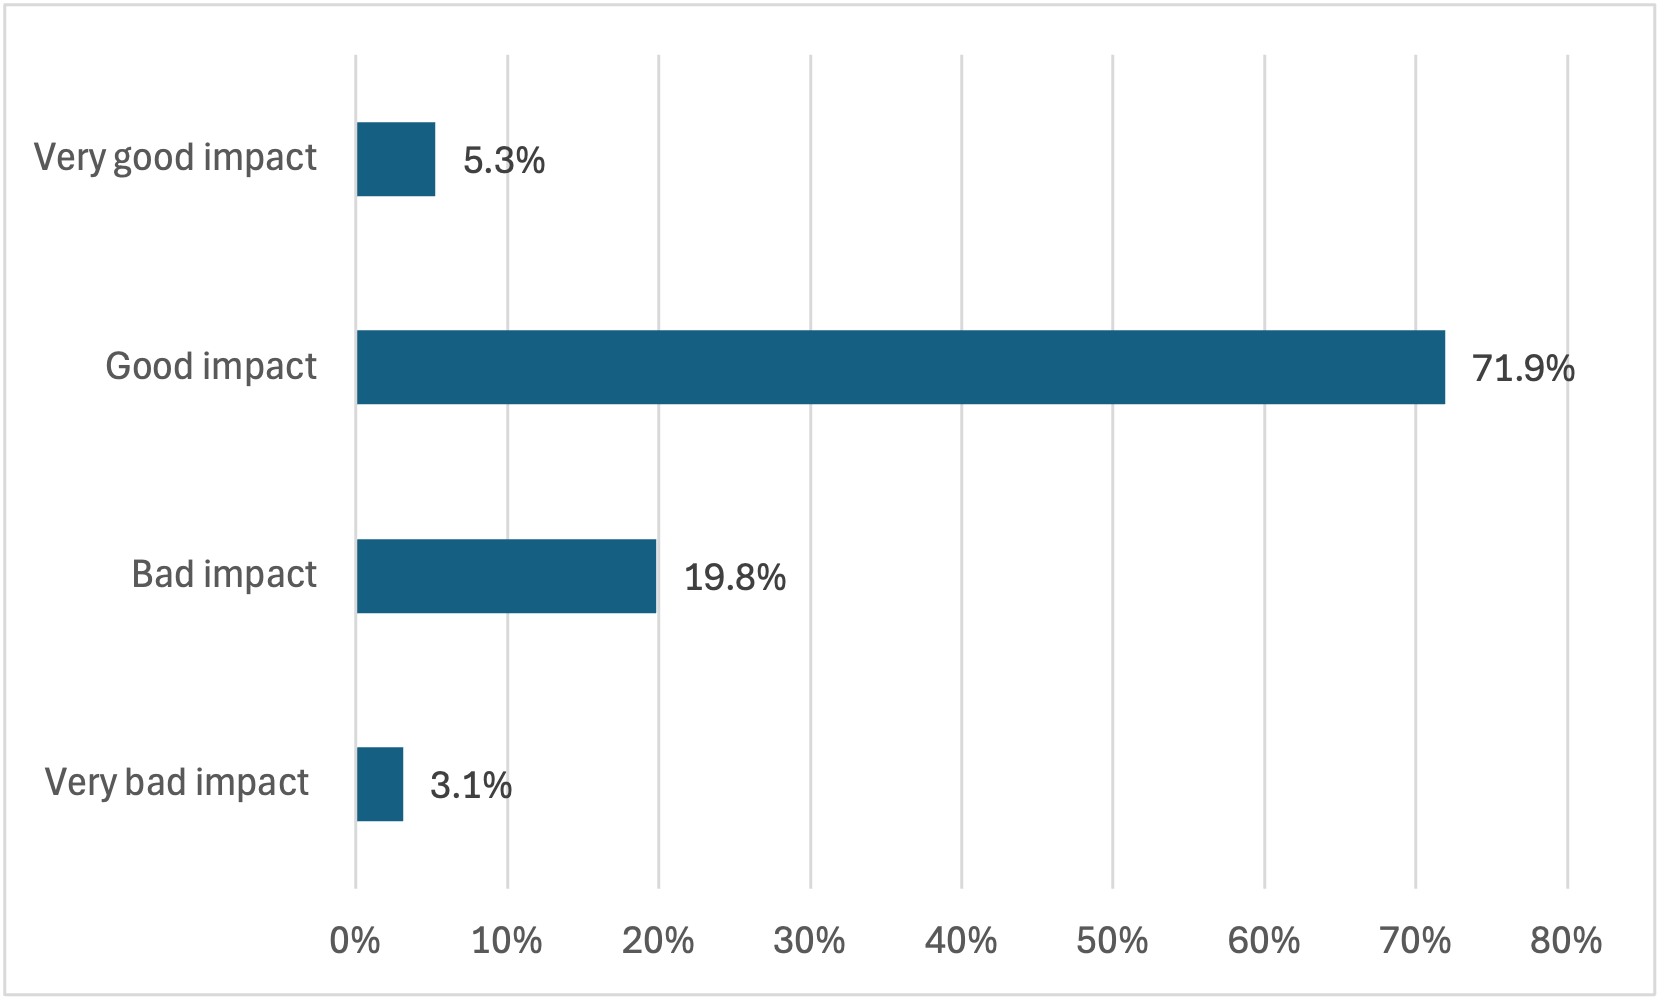 Very good impact 5.3%
Good impact 71.9%
Bad impact 19.8%
Very bad impact 3.1%
0% 10% 20% 30% 40% 50% 60% 70% 80%